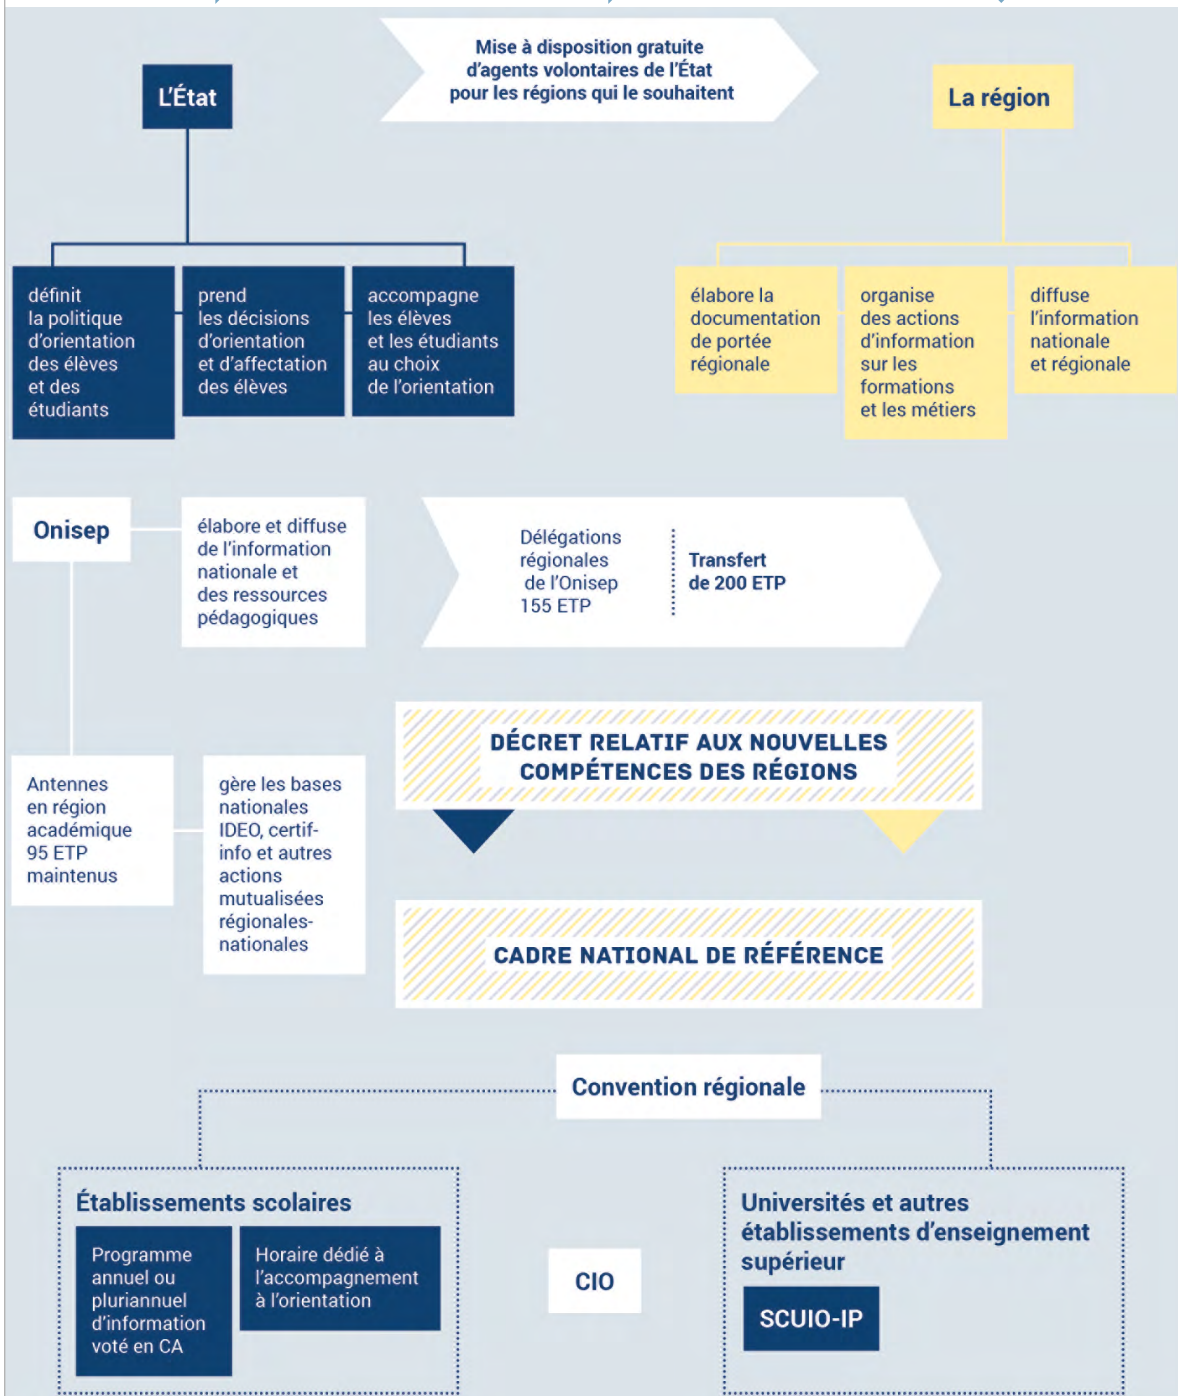 Mise à disposition gratuite
d'agents volontaires de l'État
pour les régions qui le souhaitent
L'État
La région
définit
la politique
d'orientation
des élèves
et des
étudiants
prend
les décisions
d'orientation
et d'affectation
des élèves
accompagne
les élèves
et les étudiants
au choix
de l'orientation
élabore la
documentation
de portée
régionale
organise
des actions
d'information
sur les
formations
et les métiers
diffuse
l'information
nationale
et régionale
Onisep
élabore et diffuse
de l'information
nationale et
des ressources
pédagogiques
Délégations
régionales
de l'Onisep
155 ETP
Transfert
de 200 ETP
DÉCRET RELATIF AUX NOUVELLES
COMPÉTENCES DES RÉGIONS
Antennes
en région
académique
95 ETP
maintenus
gère les bases
nationales
IDEO, certif-
info et autres
actions
mutualisées
régionales-
nationales
CADRE NATIONAL DE RÉFÉRENCE
Convention régionale
Établissements scolaires
Programme
annuel ou
pluriannuel
d'information
voté en CA
Horaire dédié à
l'accompagnement
à l'orientation
CIO
Universités et autres
établissements d'enseignement
supérieur
SCUIO-IP